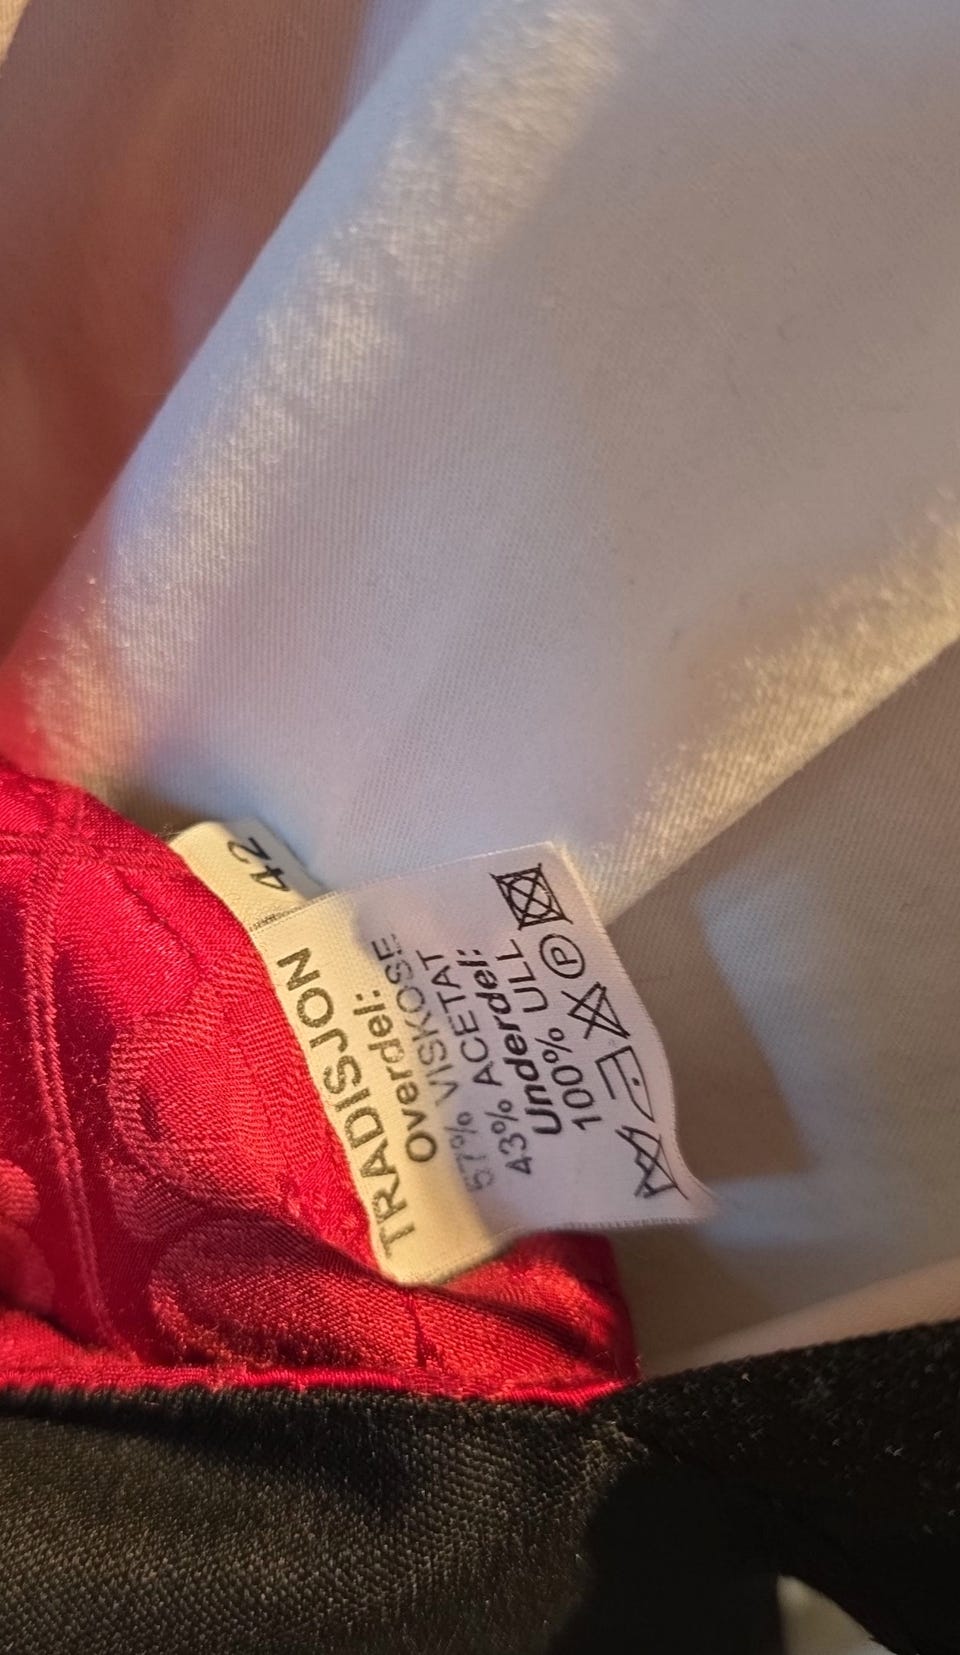 42
TRADISJON
Overdel:
57% VISKOSE
43% ACETAT
Underdel:
100% ULL
P